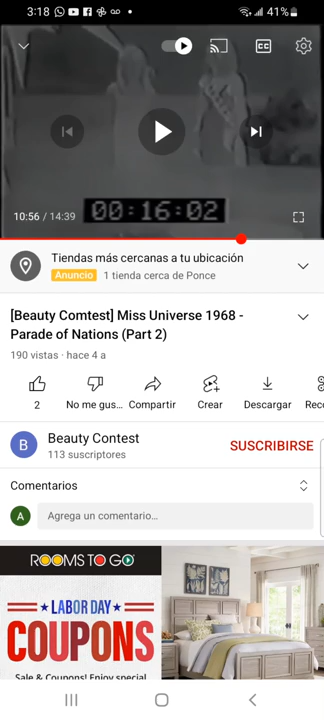 3:18
41%
10:56 / 14:39
00:16:02
Tiendas más cercanas a tu ubicación
Anuncio 1 tienda cerca de Ponce
[Beauty Comtest] Miss Universe 1968 -
Parade of Nations (Part 2)
190 vistas · hace 4 a
2 No me gus... Compartir Crear Descargar Reco
B Beauty Contest SUSCRIBIRSE
113 suscriptores
Comentarios
A Agrega un comentario...
ROOMS TO GO
LABOR DAY
COUPONS
Sale & Coupons! Enjoy special